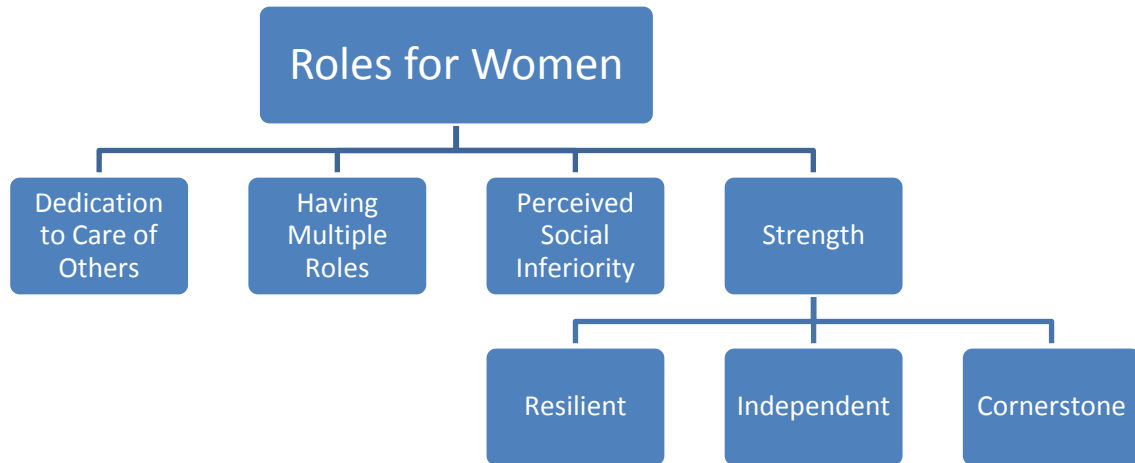 Roles for Women
Dedication
to Care of
Others
Having
Multiple
Roles
Perceived
Social
Inferiority
Strength
Resilient
Independent
Cornerstone